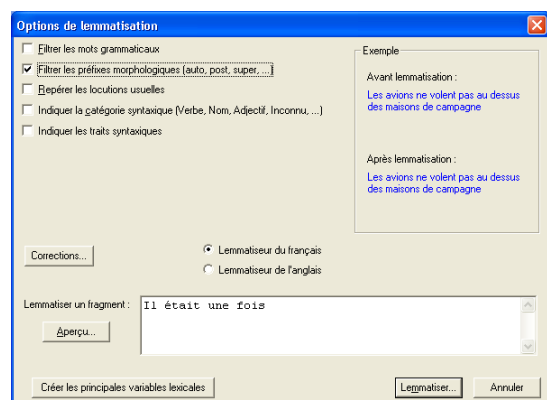 Options de lemmatisation
Filtrer les mots grammaticaux
Filtrer les préfixes morphologiques (auto, post, super, ...)
Repérer les locutions usuelles
Indiquer la catégorie syntaxique (Verbe, Nom, Adjectif, Inconnu, ...)
Indiquer les traits syntaxiques
Exemple
Avant lemmatisation :
Les avions ne volent pas au dessus
des maisons de campagne
Après lemmatisation :
Les avions ne volent pas au dessus
des maisons de campagne
Corrections...
Lemmatiseur du français
Lemmatiseur de l'anglais
Lemmatiser un fragment :
Il était une fois
Aperçu...
Créer les principales variables lexicales
Lemmatiser...
Annuler